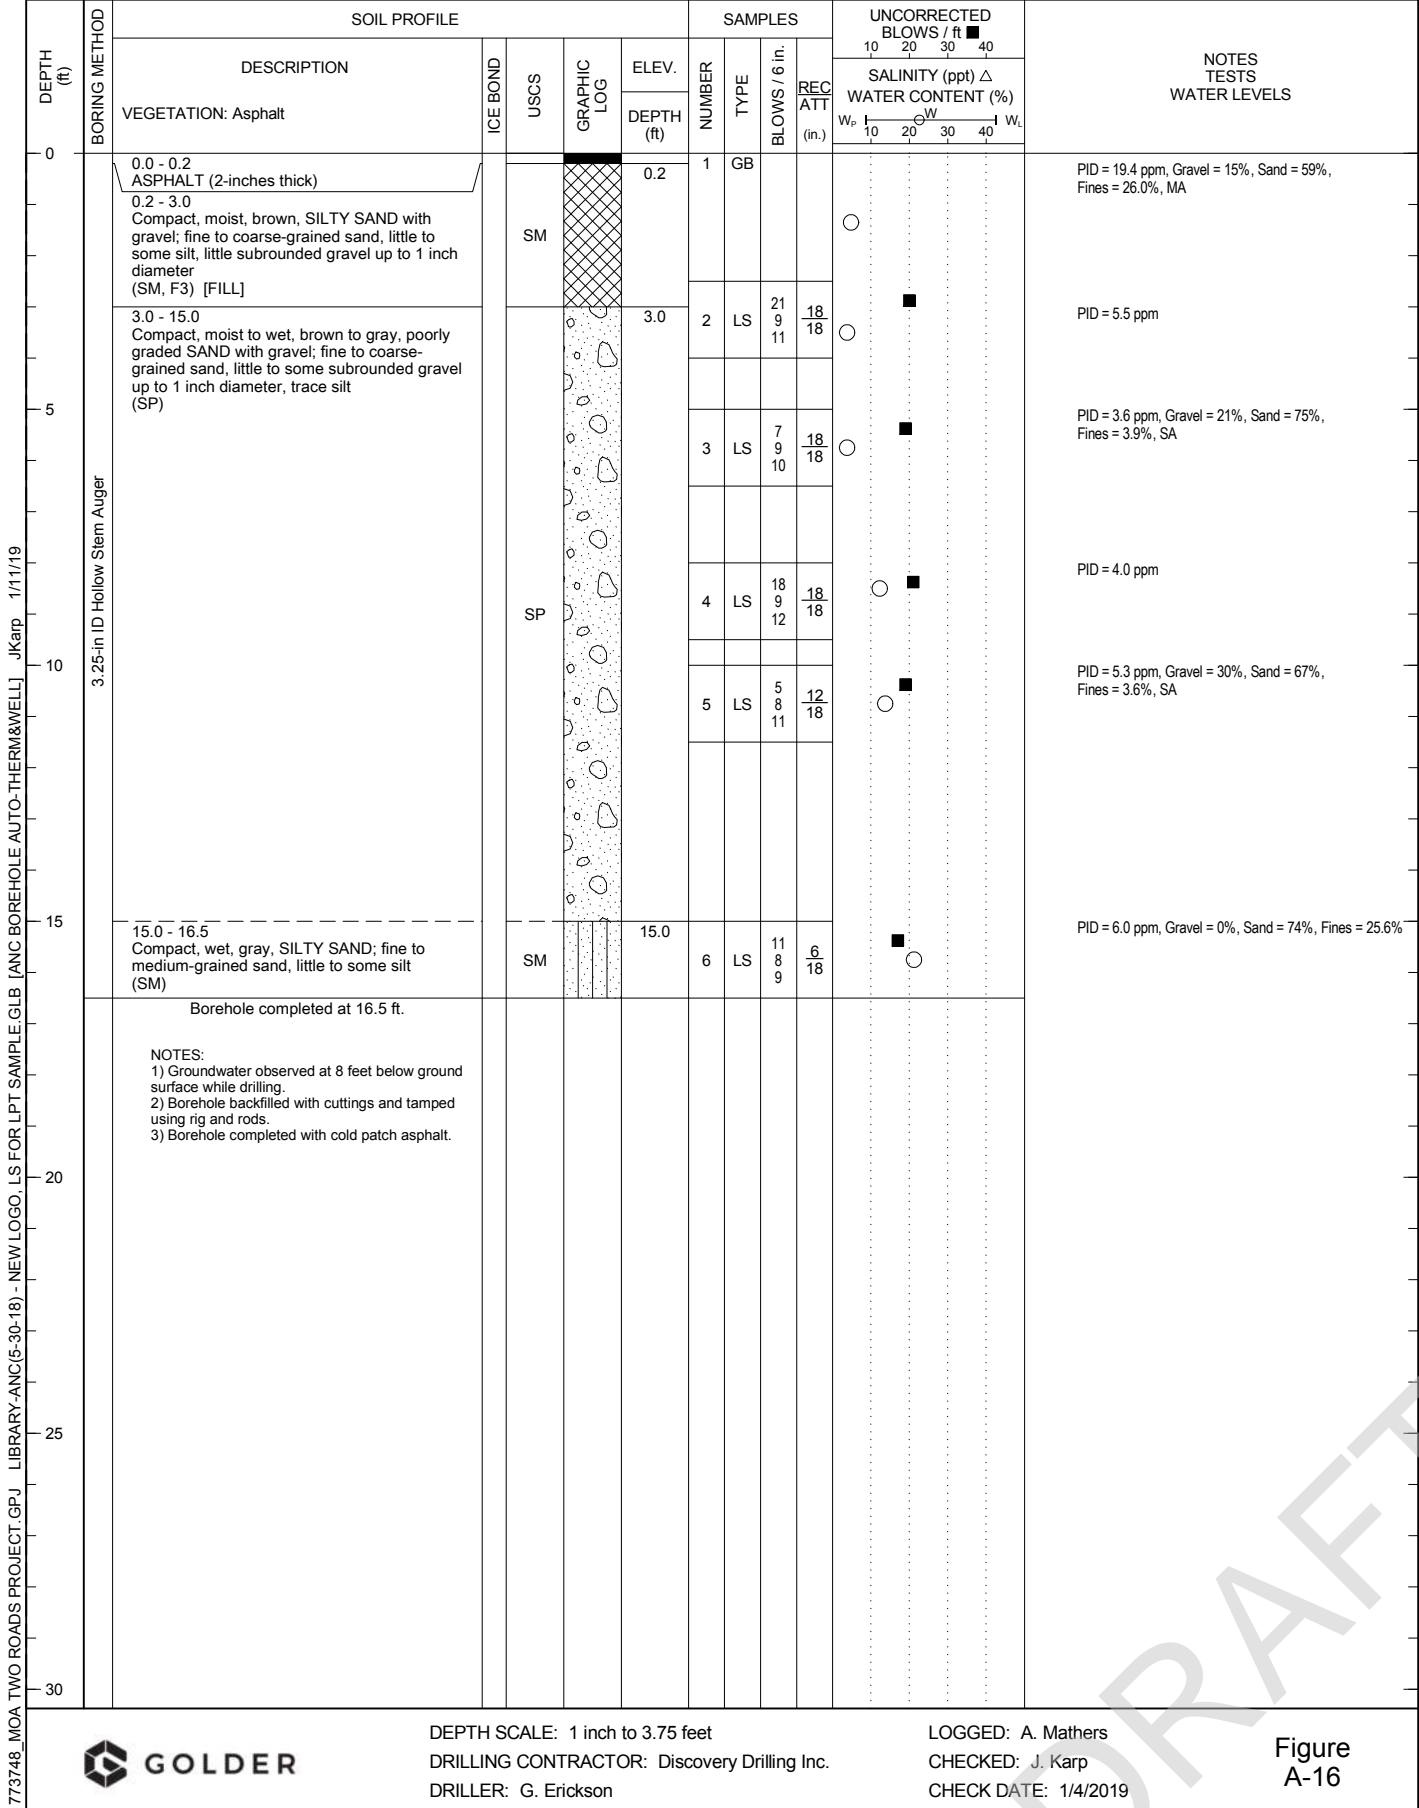 DEPTH
(ft)
BORING METHOD
SOIL PROFILE
SAMPLES
UNCORRECTED
BLOWS / ft ■
10 20 30 40
NOTES
TESTS
WATER LEVELS
DESCRIPTION
VEGETATION: Asphalt
ICE BOND
USCS
GRAPHIC
LOG
ELEV.
DEPTH
(ft)
NUMBER
TYPE
BLOWS / 6 in.
REC
ATT
(in.)
SALINITY (ppt) △
WATER CONTENT (%)
Wₚ W W_L
10 20 30 40
0
0.0 - 0.2
ASPHALT (2-inches thick)
0.2
1 GB
PID = 19.4 ppm, Gravel = 15%, Sand = 59%,
Fines = 26.0%, MA
0.2 - 3.0
Compact, moist, brown, SILTY SAND with
gravel; fine to coarse-grained sand, little to
some silt, little subrounded gravel up to 1 inch
diameter
(SM, F3) [FILL]
SM
3.0 - 15.0
Compact, moist to wet, brown to gray, poorly
graded SAND with gravel; fine to coarse-
grained sand, little to some subrounded gravel
up to 1 inch diameter, trace silt
(SP)
SP
3.0
2 LS
21
9
11
18
18
PID = 5.5 ppm
5
3 LS
7
9
10
18
18
PID = 3.6 ppm, Gravel = 21%, Sand = 75%,
Fines = 3.9%, SA
3.25-in ID Hollow Stem Auger
4 LS
18
9
12
18
18
PID = 4.0 ppm
10
5 LS
5
8
11
12
18
PID = 5.3 ppm, Gravel = 30%, Sand = 67%,
Fines = 3.6%, SA
15
15.0 - 16.5
Compact, wet, gray, SILTY SAND; fine to
medium-grained sand, little to some silt
(SM)
SM
15.0
6 LS
11
8
9
6
18
PID = 6.0 ppm, Gravel = 0%, Sand = 74%, Fines = 25.6%
Borehole completed at 16.5 ft.
NOTES:
1) Groundwater observed at 8 feet below ground
surface while drilling.
2) Borehole backfilled with cuttings and tamped
using rig and rods.
3) Borehole completed with cold patch asphalt.
20
25
30
773748_MOA TWO ROADS PROJECT.GPJ LIBRARY-ANC(5-30-18) - NEW LOGO, LS FOR LPT SAMPLE.GLB [ANC BOREHOLE AUTO-THERM&WELL] JKarp 1/11/19
DRAFT
GOLDER
DEPTH SCALE: 1 inch to 3.75 feet
DRILLING CONTRACTOR: Discovery Drilling Inc.
DRILLER: G. Erickson
LOGGED: A. Mathers
CHECKED: J. Karp
CHECK DATE: 1/4/2019
Figure
A-16